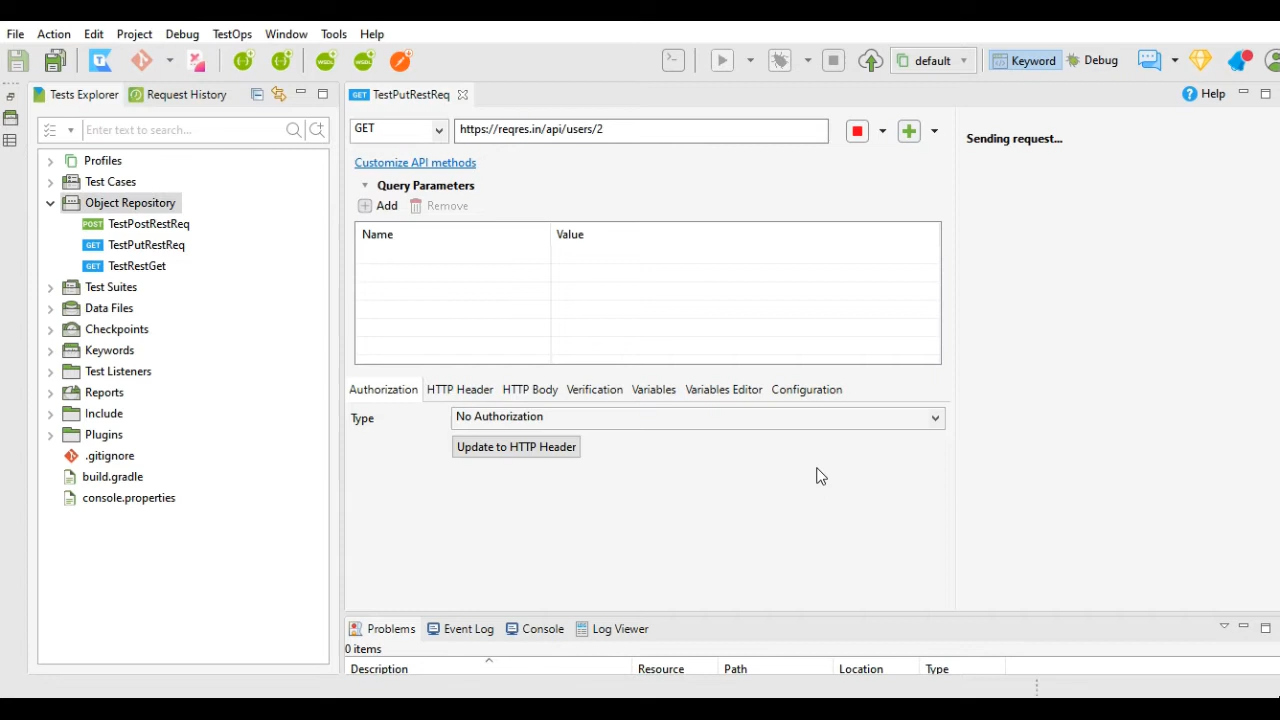 File Action Edit Project Debug TestOps Window Tools Help
default Keyword Debug
Tests Explorer Request History
GET TestPutRestReq
Help
Enter text to search...
GET https://reqres.in/api/users/2
Sending request...
Customize API methods
Query Parameters
Add Remove
Name Value
Profiles
Test Cases
Object Repository
POST TestPostRestReq
GET TestPutRestReq
GET TestRestGet
Test Suites
Data Files
Checkpoints
Keywords
Test Listeners
Reports
Include
Plugins
.gitignore
build.gradle
console.properties
Authorization HTTP Header HTTP Body Verification Variables Variables Editor Configuration
Type No Authorization
Update to HTTP Header
Problems Event Log Console Log Viewer
0 items
Description Resource Path Location Type